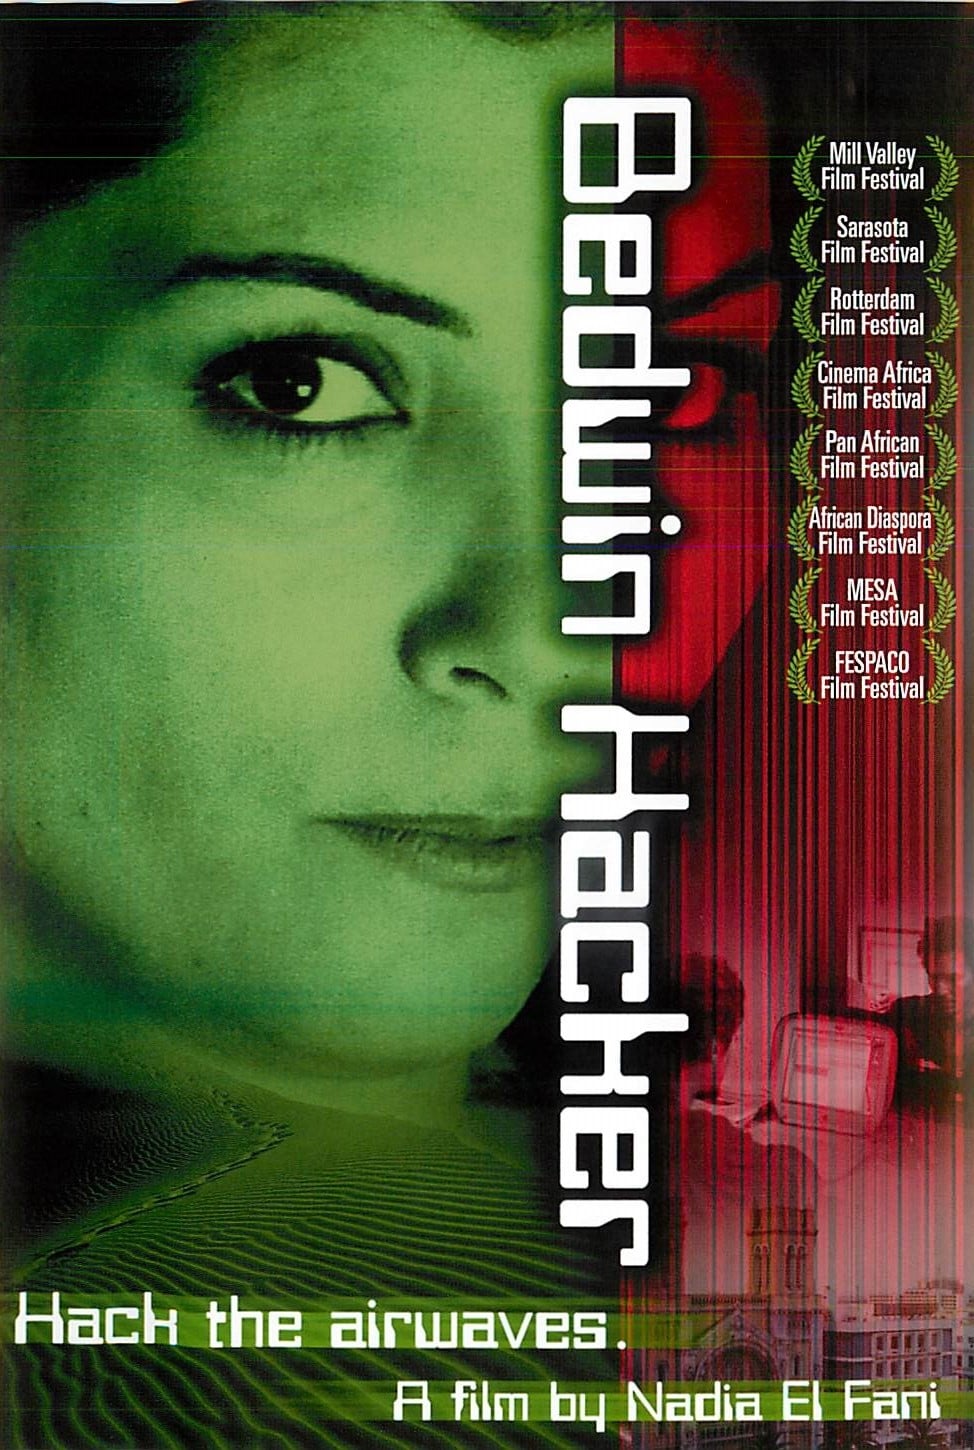 Bedwin Hacker
Mill Valley
Film Festival
Sarasota
Film Festival
Rotterdam
Film Festival
Cinema Africa
Film Festival
Pan African
Film Festival
African Diaspora
Film Festival
MESA
Film Festival
FESPACO
Film Festival
Hack the airwaves.
A film by Nadia El Fani